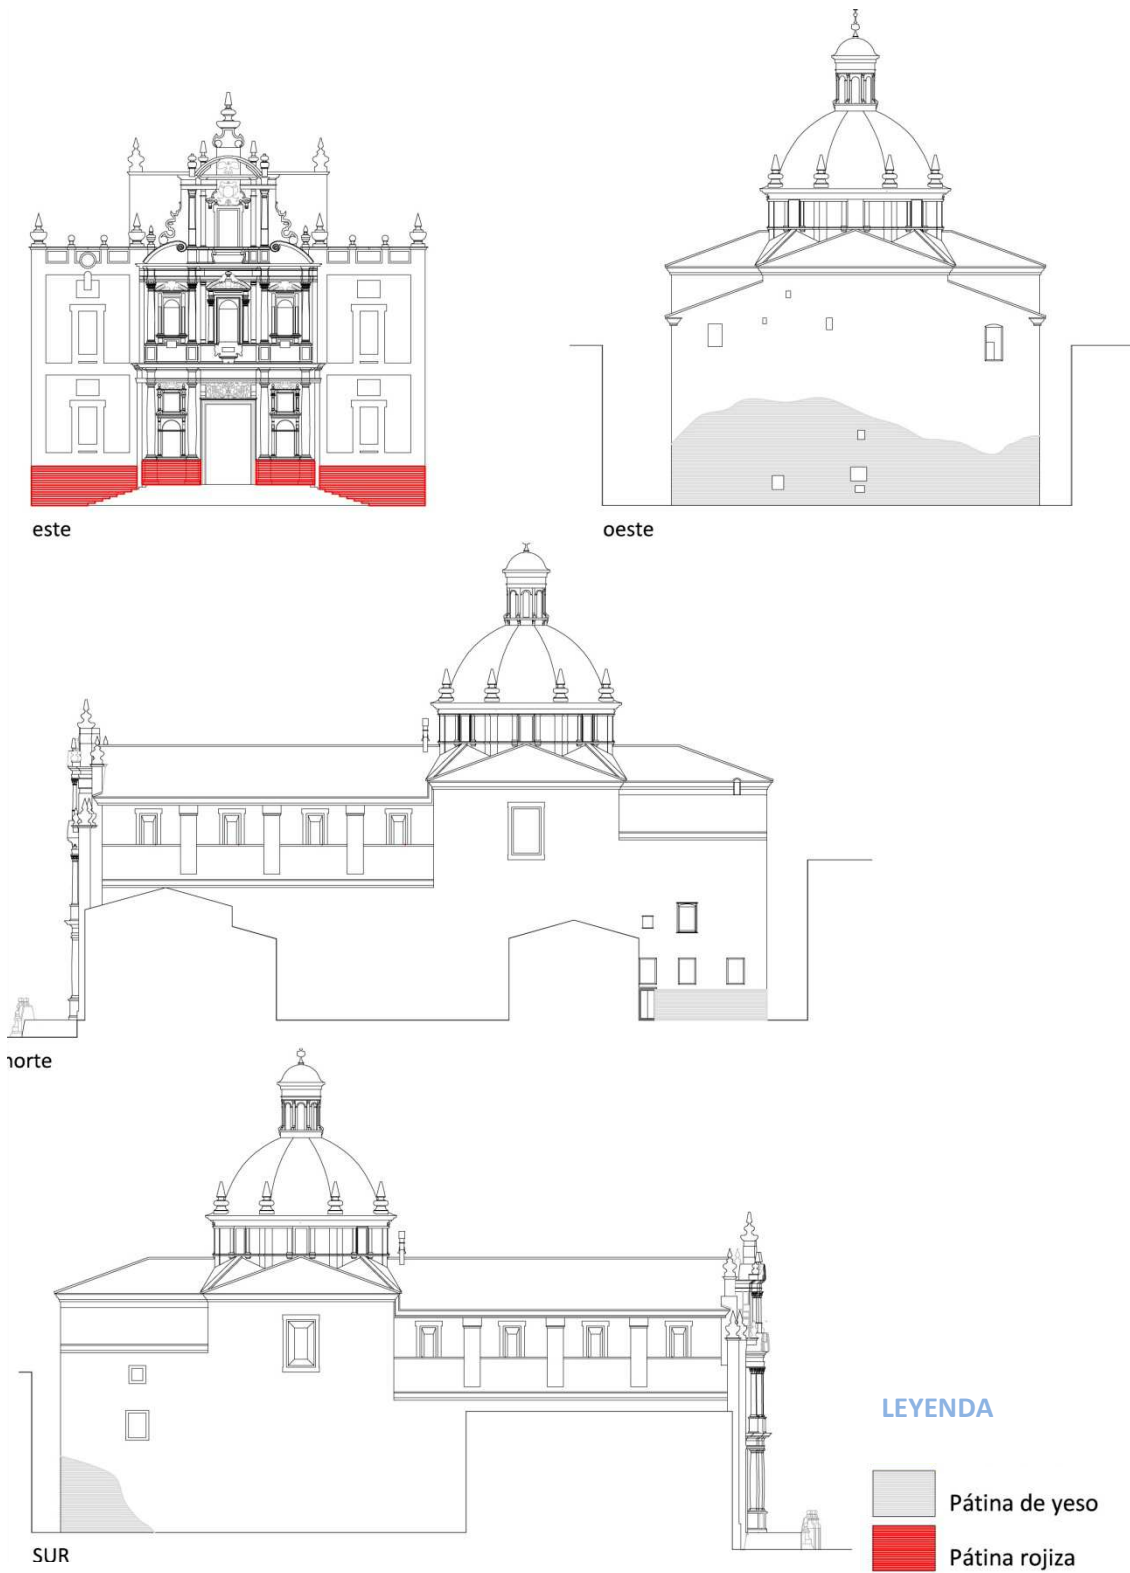 este
oeste
norte
SUR
LEYENDA
Pátina de yeso
Pátina rojiza